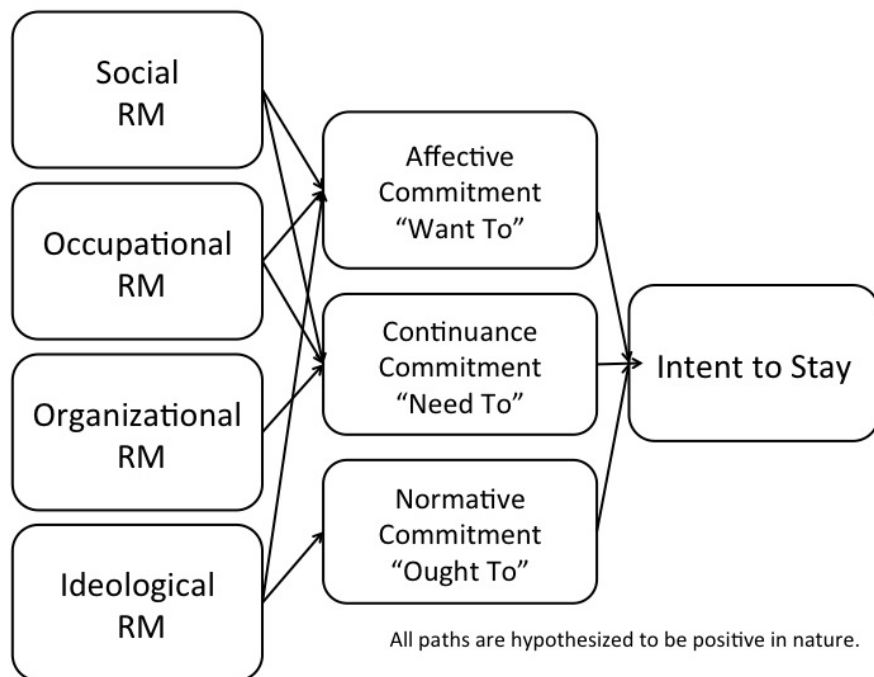 Social
RM
Occupational
RM
Organizational
RM
Ideological
RM
Affective
Commitment
“Want To”
Continuance
Commitment
“Need To”
Normative
Commitment
“Ought To”
Intent to Stay
All paths are hypothesized to be positive in nature.